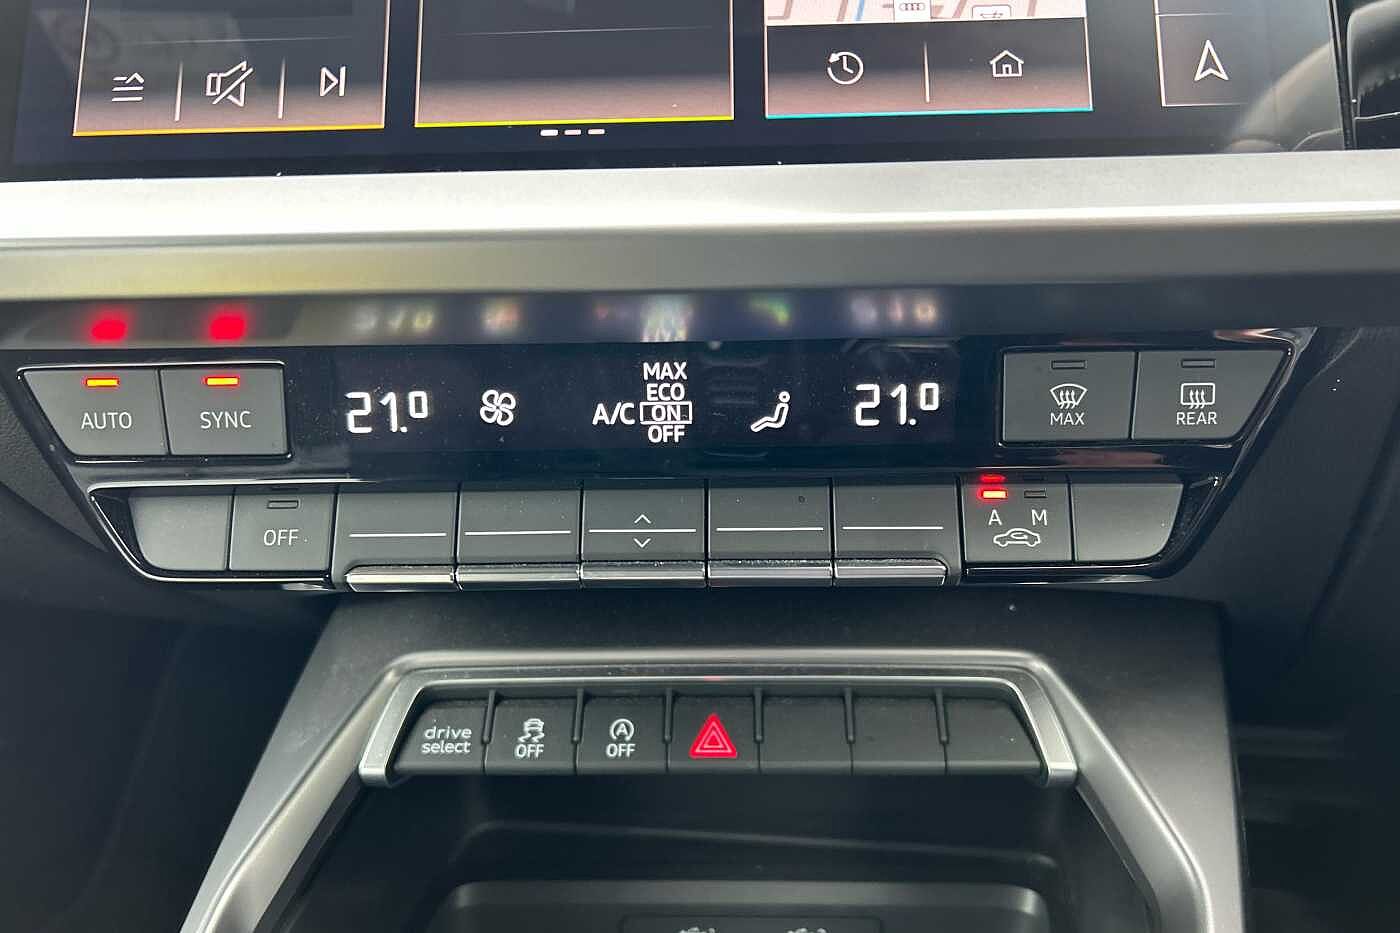 AUTO
SYNC
21.0
A/C
MAX
ECO
ON
OFF
21.0
MAX
REAR
OFF
A M
drive
select
OFF
A
OFF